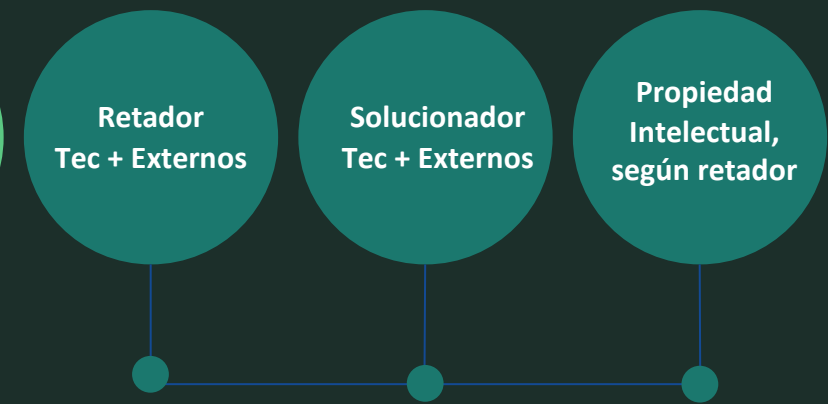 Retador
Tec + Externos
Solucionador
Tec + Externos
Propiedad
Intelectual,
según retador